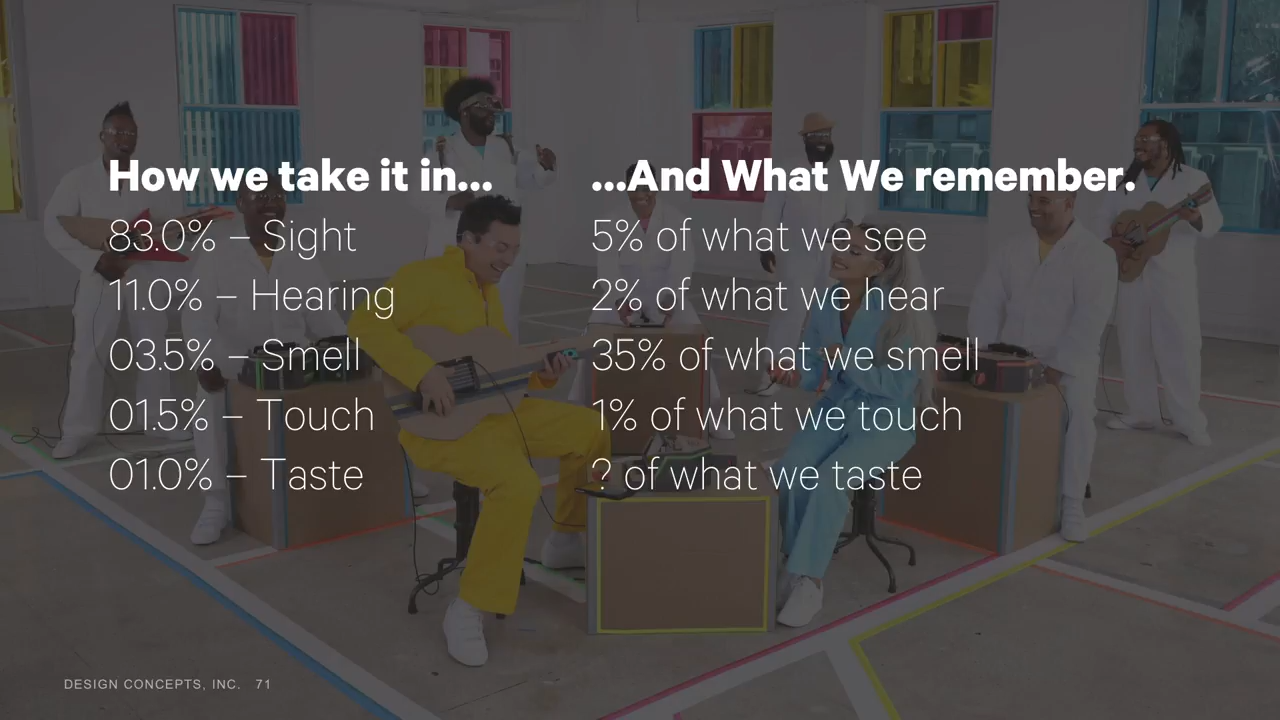 How we take it in...
83.0% – Sight
11.0% – Hearing
03.5% – Smell
01.5% – Touch
01.0% – Taste
...And What We remember.
5% of what we see
2% of what we hear
35% of what we smell
1% of what we touch
? of what we taste
DESIGN CONCEPTS, INC. 71